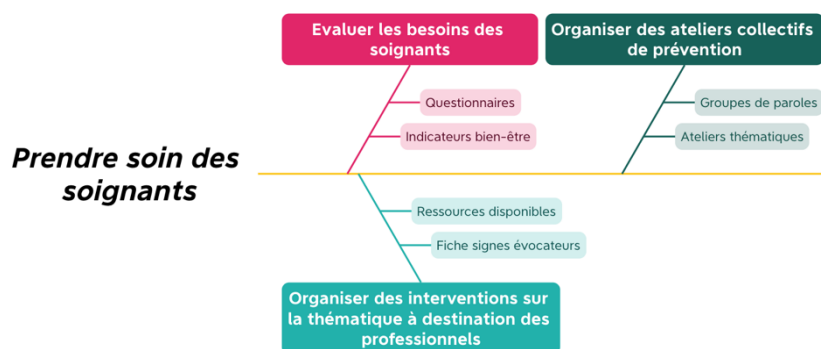 Evaluer les besoins des
soignants
Organiser des ateliers collectifs
de prévention
Questionnaires
Groupes de paroles
Indicateurs bien-être
Ateliers thématiques
Prendre soin des
soignants
Ressources disponibles
Fiche signes évocateurs
Organiser des interventions sur
la thématique à destination des
professionnels